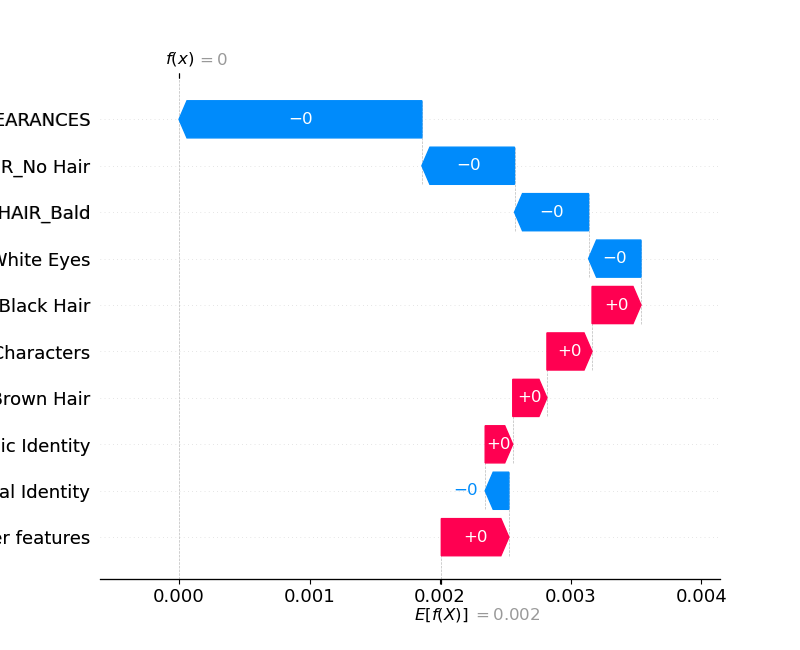 f(x) = 0
EARANCES −0
R_No Hair −0
HAIR_Bald −0
White Eyes −0
Black Hair +0
Characters +0
Brown Hair +0
ic Identity +0
al Identity −0
er features +0
0.000 0.001 0.002 0.003 0.004
E[f(X)] = 0.002